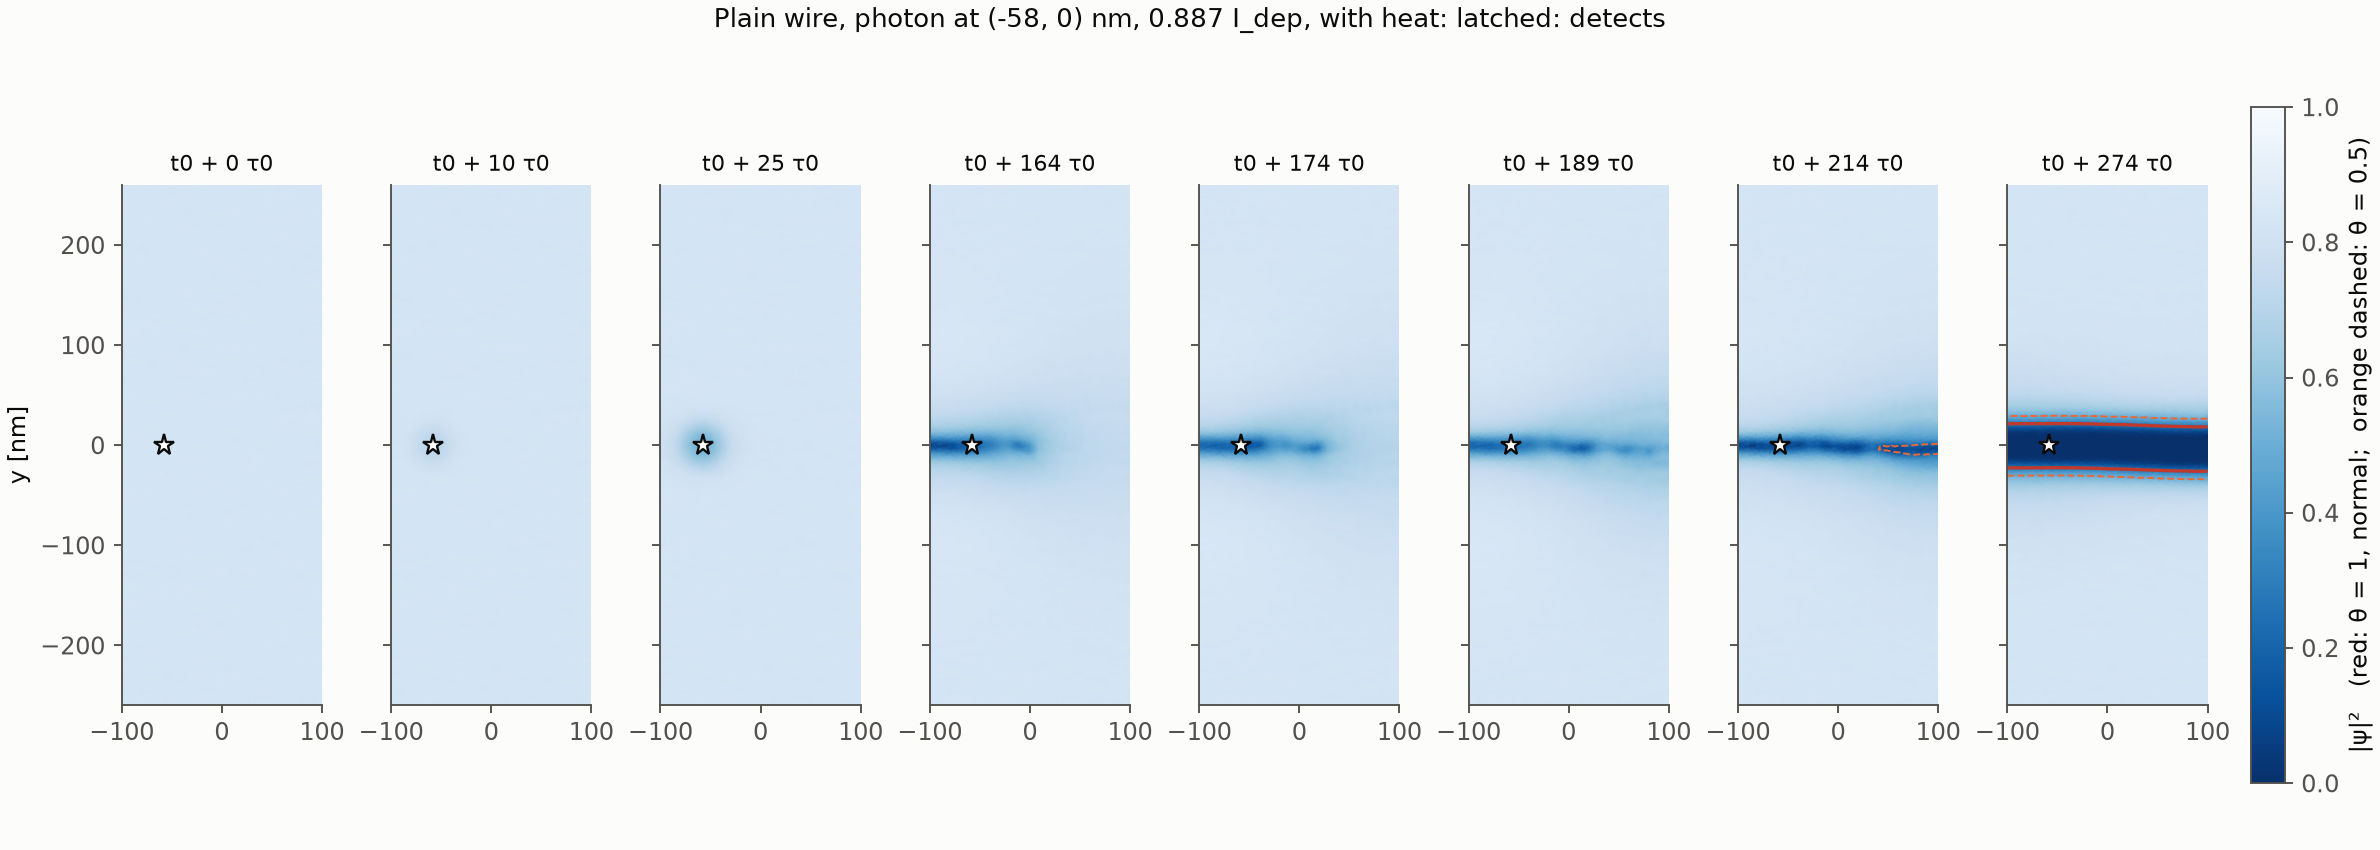 Plain wire, photon at (-58, 0) nm, 0.887 I_dep, with heat: latched: detects
t0 + 0 τ0
t0 + 10 τ0
t0 + 25 τ0
t0 + 164 τ0
t0 + 174 τ0
t0 + 189 τ0
t0 + 214 τ0
t0 + 274 τ0
y [nm]
200
100
0
−100
−200
−100 0 100
−100 0 100
−100 0 100
−100 0 100
−100 0 100
−100 0 100
−100 0 100
−100 0 100
1.0
0.8
0.6
0.4
0.2
0.0
|ψ|² (red: θ = 1, normal; orange dashed: θ = 0.5)